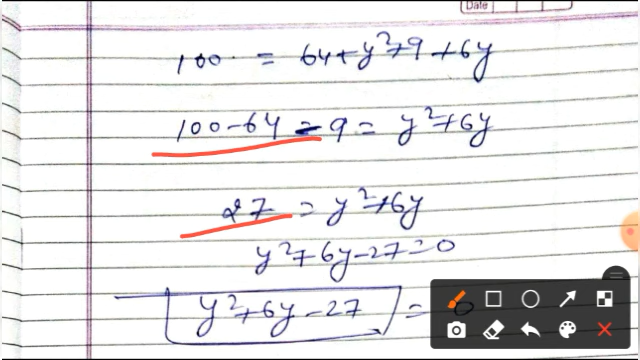 Date
100 = 64+y²+9+6y
100-64-9 = y²+6y
27 = y²+6y
y²+6y-27=0
y²+6y-27 = 0